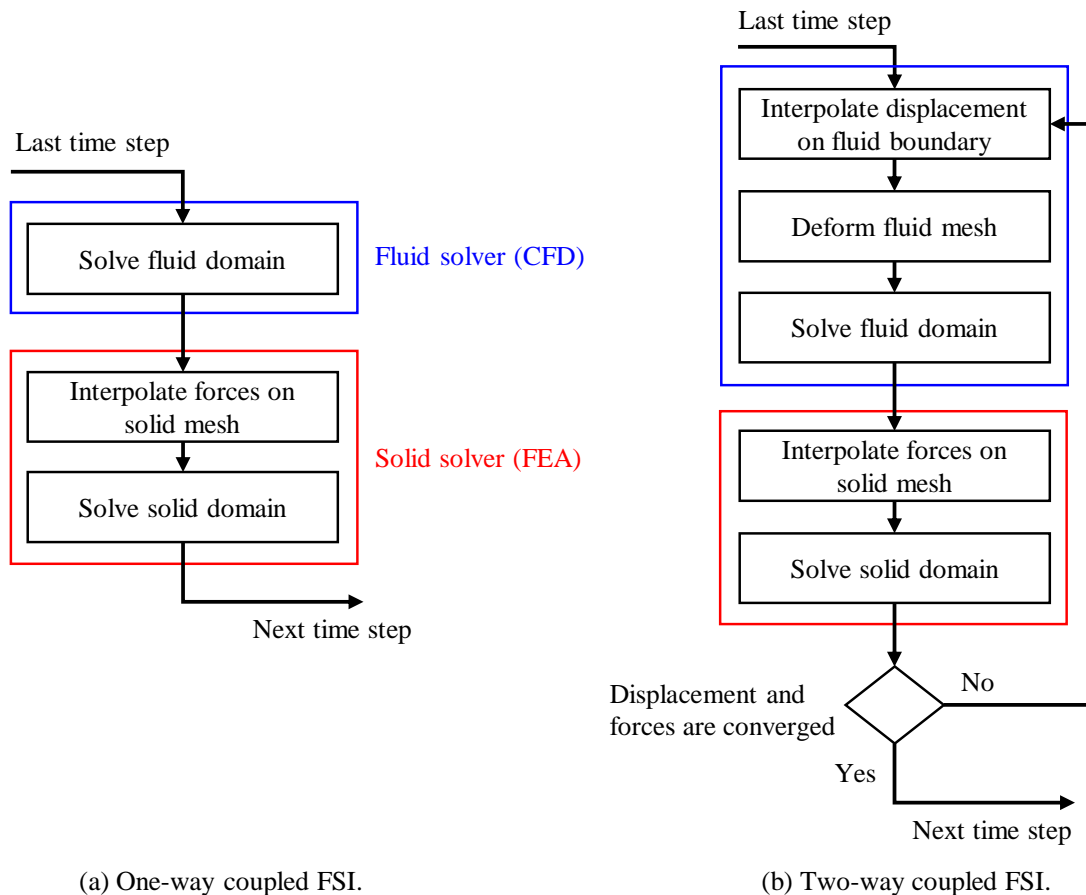 Last time step
Solve fluid domain
Fluid solver (CFD)
Interpolate forces on
solid mesh
Solid solver (FEA)
Solve solid domain
Next time step
(a) One-way coupled FSI.
Last time step
Interpolate displacement
on fluid boundary
Deform fluid mesh
Solve fluid domain
Interpolate forces on
solid mesh
Solve solid domain
Displacement and
forces are converged
No
Yes
Next time step
(b) Two-way coupled FSI.